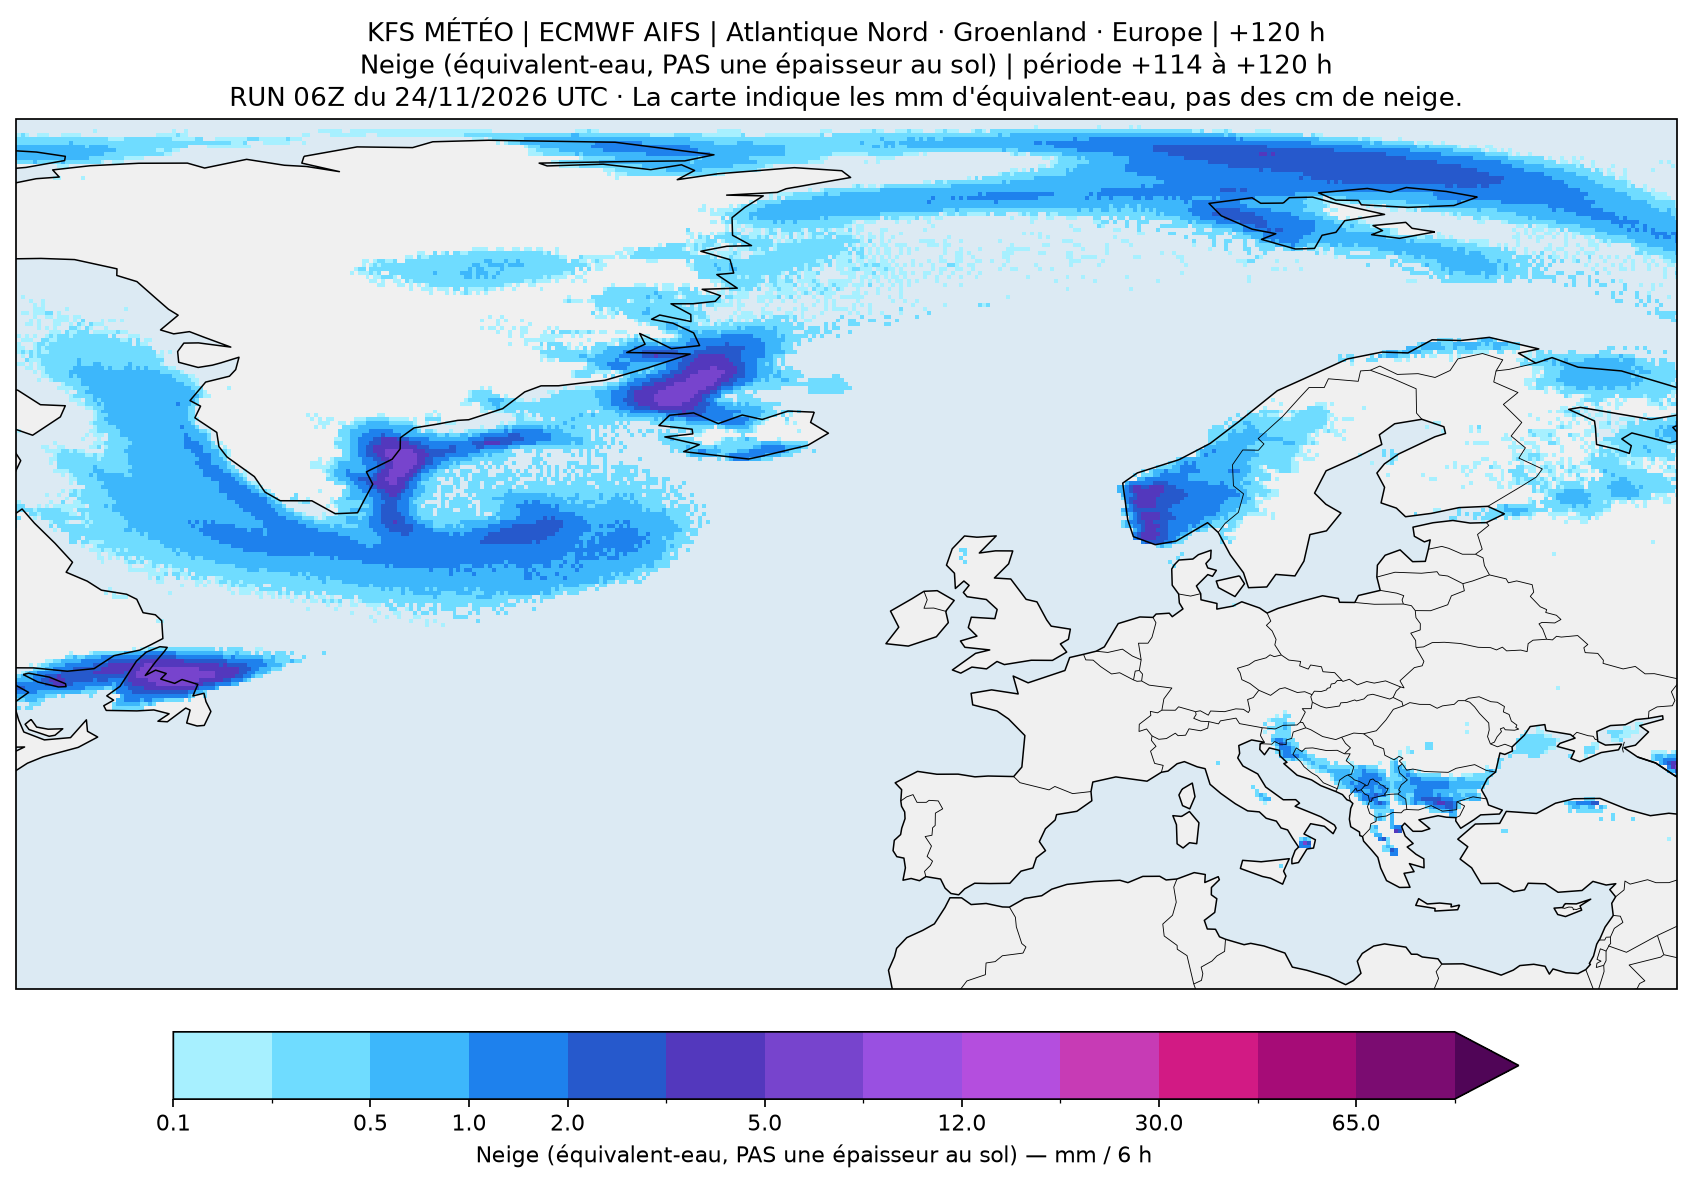 KFS MÉTÉO | ECMWF AIFS | Atlantique Nord · Groenland · Europe | +120 h
Neige (équivalent-eau, PAS une épaisseur au sol) | période +114 à +120 h
RUN 06Z du 24/11/2026 UTC · La carte indique les mm d'équivalent-eau, pas des cm de neige.
0.1 0.5 1.0 2.0 5.0 12.0 30.0 65.0
Neige (équivalent-eau, PAS une épaisseur au sol) — mm / 6 h